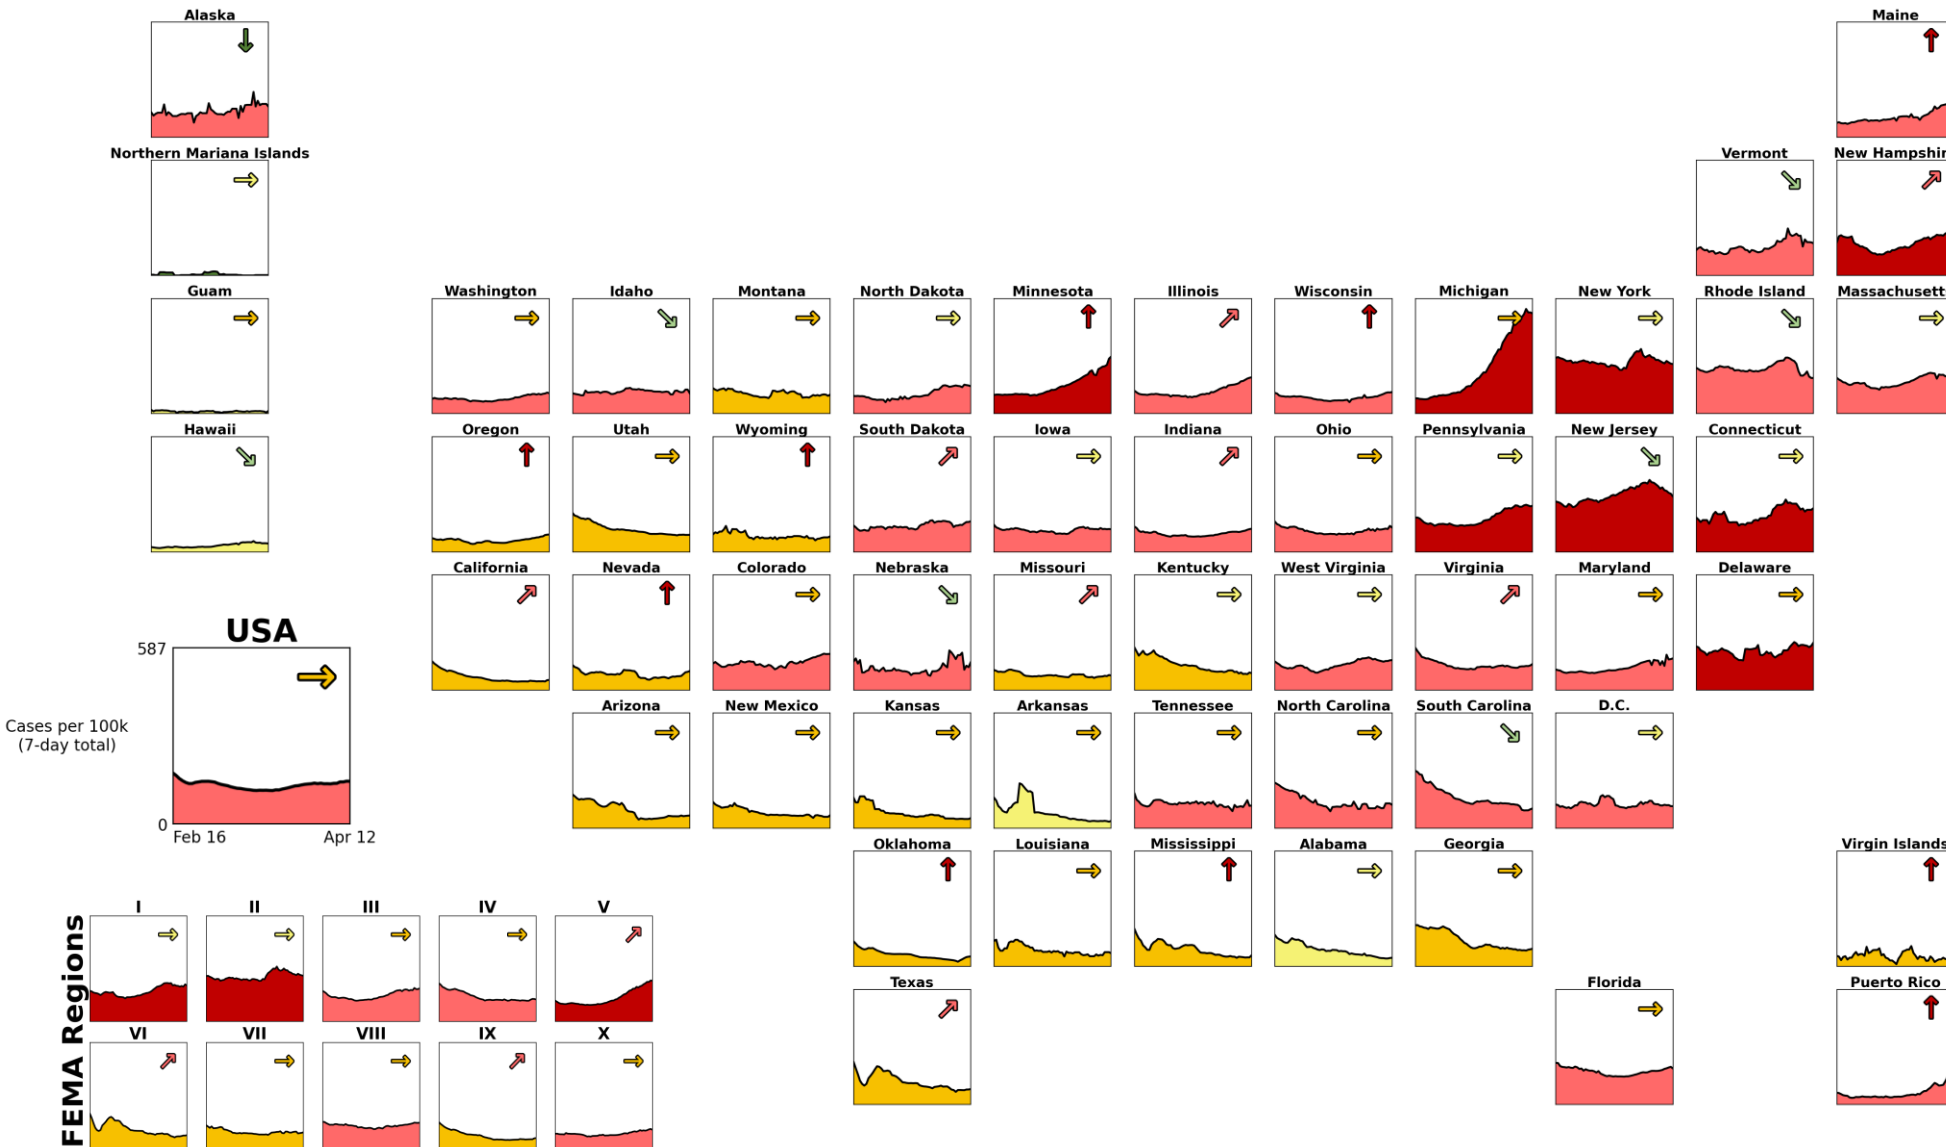 Alaska
Maine
Northern Mariana Islands
Vermont
New Hampshir
Guam
Washington
Idaho
Montana
North Dakota
Minnesota
Illinois
Wisconsin
Michigan
New York
Rhode Island
Massachusett
Hawaii
Oregon
Utah
Wyoming
South Dakota
Iowa
Indiana
Ohio
Pennsylvania
New Jersey
Connecticut
California
Nevada
Colorado
Nebraska
Missouri
Kentucky
West Virginia
Virginia
Maryland
Delaware
USA
587
Cases per 100k
(7-day total)
0
Feb 16
Apr 12
Arizona
New Mexico
Kansas
Arkansas
Tennessee
North Carolina
South Carolina
D.C.
Oklahoma
Louisiana
Mississippi
Alabama
Georgia
Virgin Islands
Texas
Florida
Puerto Rico
FEMA Regions
I
II
III
IV
V
VI
VII
VIII
IX
X